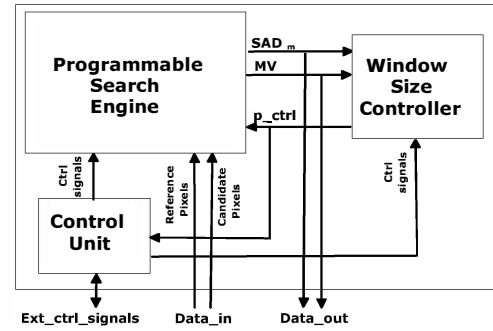 SAD m
MV
Programmable
Search
Engine
Window
Size
Controller
p_ctrl
Ctrl
signals
Reference
Pixels
Candidate
Pixels
Ctrl
signals
Control
Unit
Ext_ctrl_signals
Data_in
Data_out